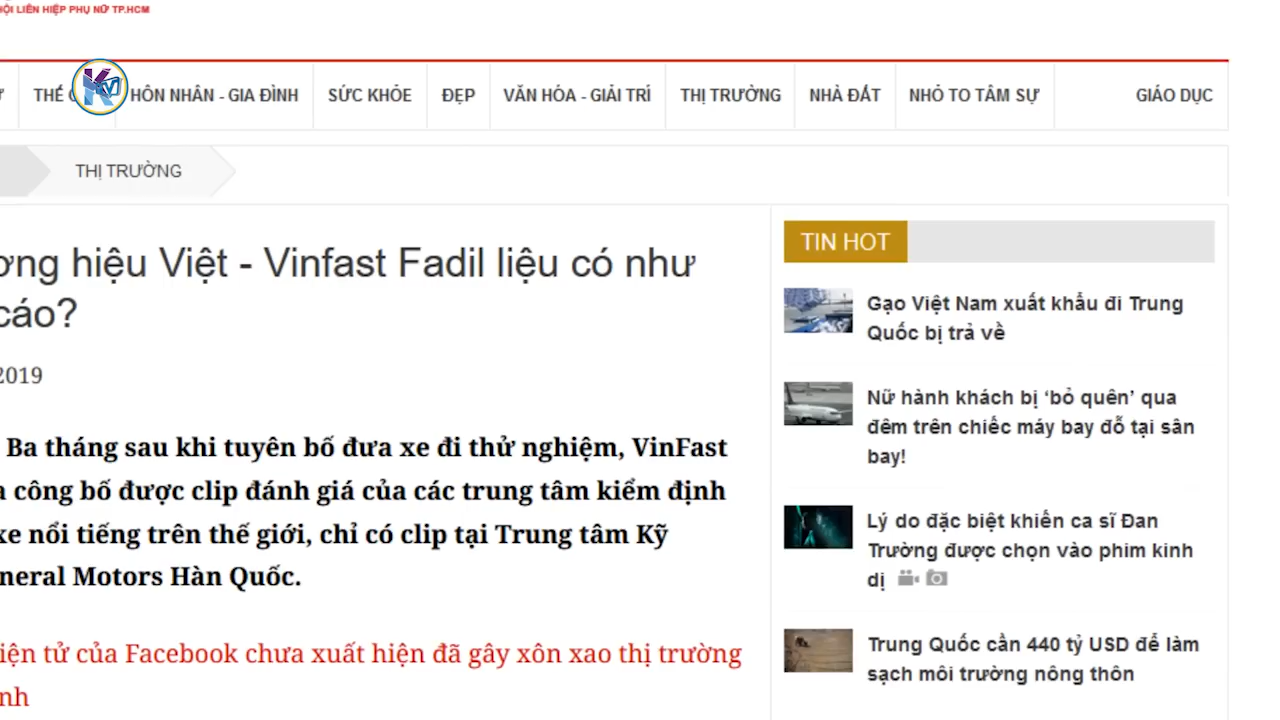 HỘI LIÊN HIỆP PHỤ NỮ TP.HCM
THẾ HÔN NHÂN - GIA ĐÌNH SỨC KHỎE ĐẸP VĂN HÓA - GIẢI TRÍ THỊ TRƯỜNG NHÀ ĐẤT NHỎ TO TÂM SỰ GIÁO DỤC
THỊ TRƯỜNG
ơng hiệu Việt - Vinfast Fadil liệu có như
cáo?
2019
Ba tháng sau khi tuyên bố đưa xe đi thử nghiệm, VinFast
a công bố được clip đánh giá của các trung tâm kiểm định
xe nổi tiếng trên thế giới, chỉ có clip tại Trung tâm Kỹ
neral Motors Hàn Quốc.
iện tử của Facebook chưa xuất hiện đã gây xôn xao thị trường
nh
TIN HOT
Gạo Việt Nam xuất khẩu đi Trung
Quốc bị trả về
Nữ hành khách bị ‘bỏ quên’ qua
đêm trên chiếc máy bay đỗ tại sân
bay!
Lý do đặc biệt khiến ca sĩ Đan
Trường được chọn vào phim kinh
dị
Trung Quốc cần 440 tỷ USD để làm
sạch môi trường nông thôn